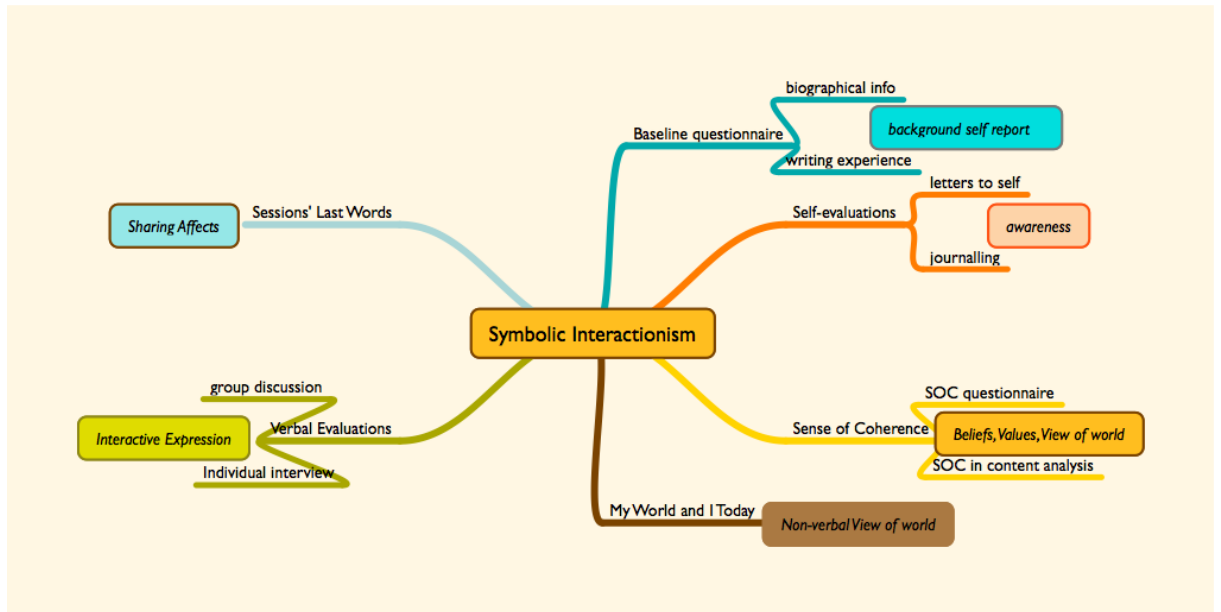 biographical info
Baseline questionnaire
background self report
writing experience
letters to self
Self-evaluations
awareness
journalling
Sessions' Last Words
Sharing Affects
Symbolic Interactionism
group discussion
Verbal Evaluations
Interactive Expression
Individual interview
SOC questionnaire
Sense of Coherence
Beliefs, Values, View of world
SOC in content analysis
My World and I Today
Non-verbal View of world